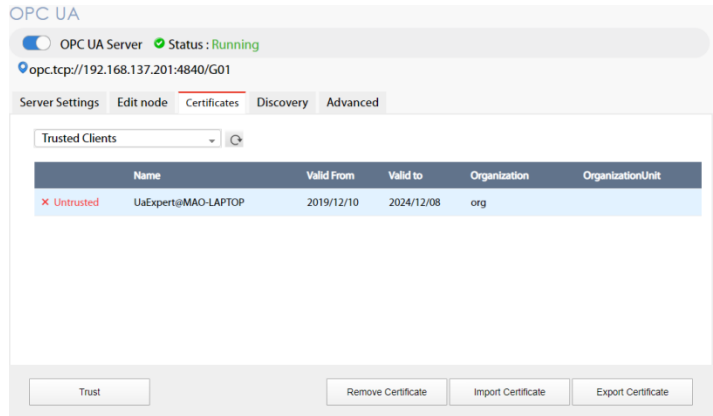 OPC UA
OPC UA Server Status : Running
opc.tcp://192.168.137.201:4840/G01
Server Settings Edit node Certificates Discovery Advanced
Trusted Clients
Name Valid From Valid to Organization OrganizationUnit
× Untrusted UaExpert@MAO-LAPTOP 2019/12/10 2024/12/08 org
Trust Remove Certificate Import Certificate Export Certificate